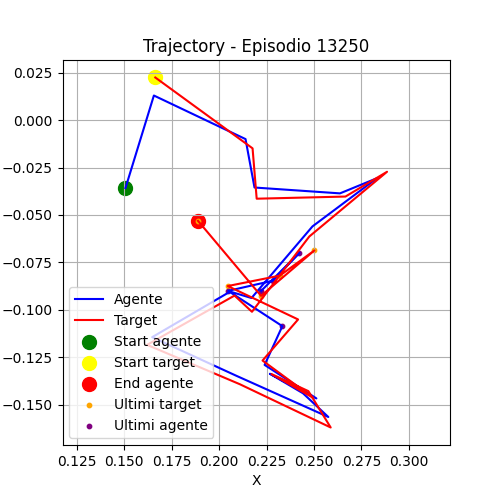 Trajectory - Episodio 13250
0.025
0.000
−0.025
−0.050
−0.075
−0.100
−0.125
−0.150
Agente
Target
Start agente
Start target
End agente
Ultimi target
Ultimi agente
0.125 0.150 0.175 0.200 0.225 0.250 0.275 0.300
X